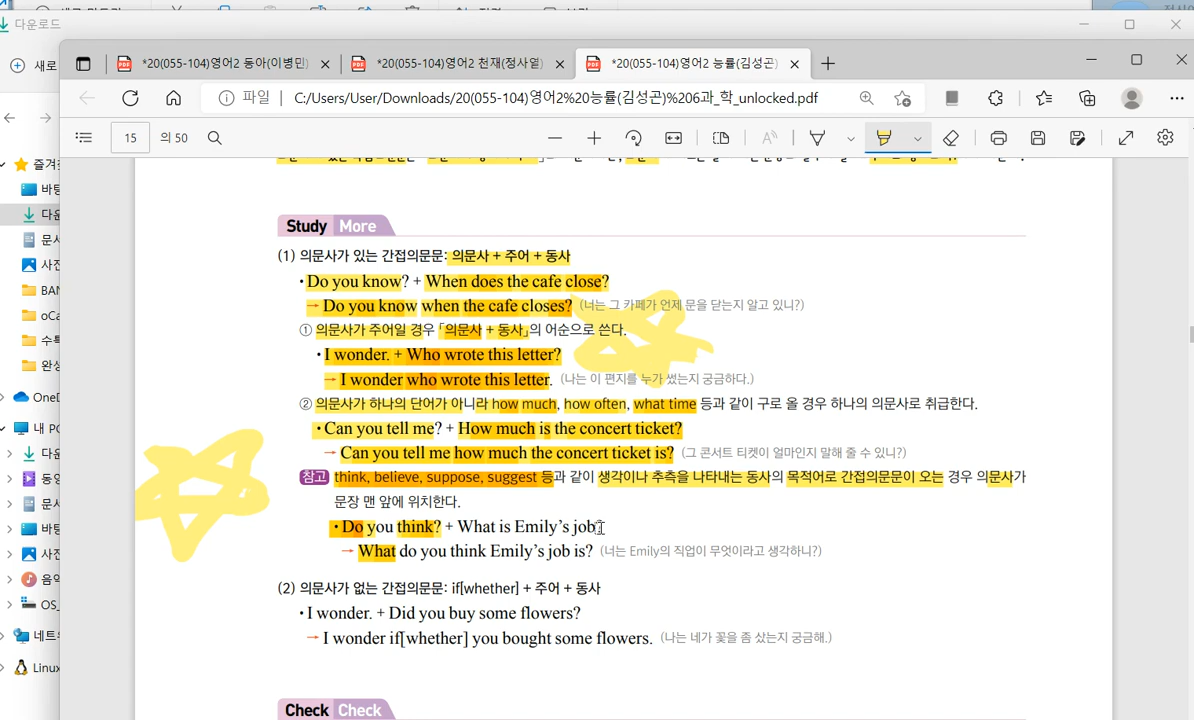 다운로드
새로
*20(055-104)영어2 동아(이병민)
*20(055-104)영어2 천재(정사열)
*20(055-104)영어2 능률(김성곤)
파일 C:/Users/User/Downloads/20(055-104)영어2%20능률(김성곤)%206과_학_unlocked.pdf
15 의 50
바탕
다운
문서
사진
BAN
oCa
수특
완성
OneD
내 PC
다운
동영
문서
바탕
사진
음악
OS_
네트워
Linux
Study More
(1) 의문사가 있는 간접의문문: 의문사 + 주어 + 동사
· Do you know? + When does the cafe close?
→ Do you know when the cafe closes? (너는 그 카페가 언제 문을 닫는지 알고 있니?)
① 의문사가 주어일 경우 「의문사 + 동사」의 어순으로 쓴다.
· I wonder. + Who wrote this letter?
→ I wonder who wrote this letter. (나는 이 편지를 누가 썼는지 궁금하다.)
② 의문사가 하나의 단어가 아니라 how much, how often, what time 등과 같이 구로 올 경우 하나의 의문사로 취급한다.
· Can you tell me? + How much is the concert ticket?
→ Can you tell me how much the concert ticket is? (그 콘서트 티켓이 얼마인지 말해 줄 수 있니?)
참고 think, believe, suppose, suggest 등과 같이 생각이나 추측을 나타내는 동사의 목적어로 간접의문문이 오는 경우 의문사가
문장 맨 앞에 위치한다.
· Do you think? + What is Emily's job?
→ What do you think Emily's job is? (너는 Emily의 직업이 무엇이라고 생각하니?)
(2) 의문사가 없는 간접의문문: if[whether] + 주어 + 동사
· I wonder. + Did you buy some flowers?
→ I wonder if[whether] you bought some flowers. (나는 네가 꽃을 좀 샀는지 궁금해.)
Check Check